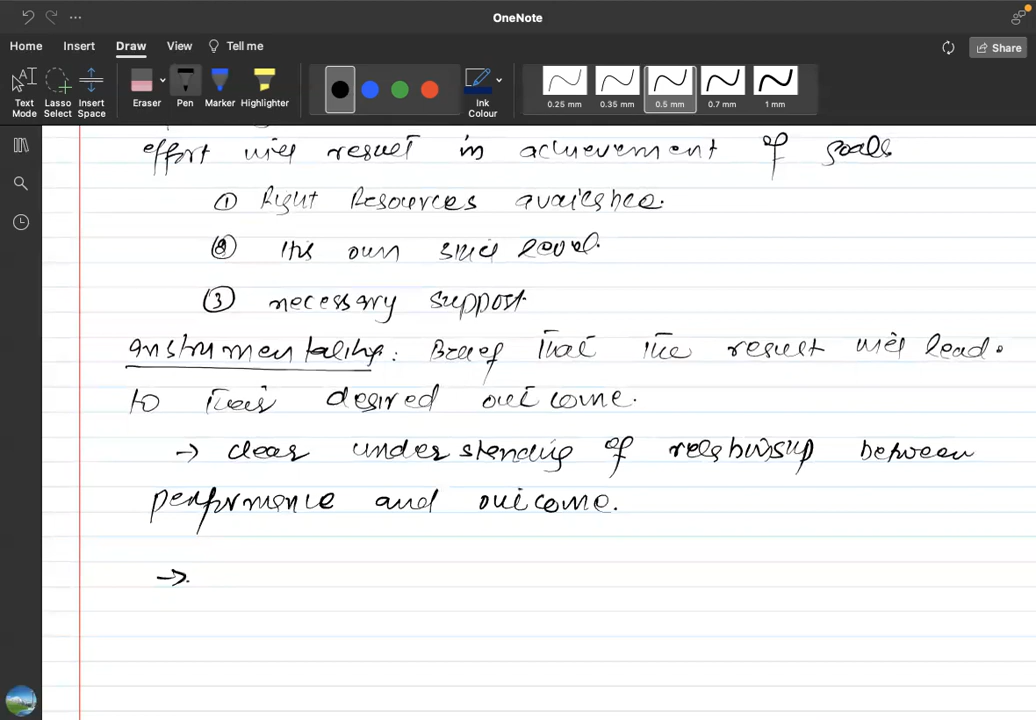 OneNote
Home Insert Draw View Tell me
Share
Text Mode
Lasso Select
Insert Space
Eraser
Pen
Marker
Highlighter
Ink Colour
0.25 mm
0.35 mm
0.5 mm
0.7 mm
1 mm
effort will result in achievement of goals
① Right Resources available.
② His own skill level.
③ necessary support
instrumentality: Belief that the result will lead
to their desired outcome.
→ clear understanding of relationship between
performance and outcome.
→